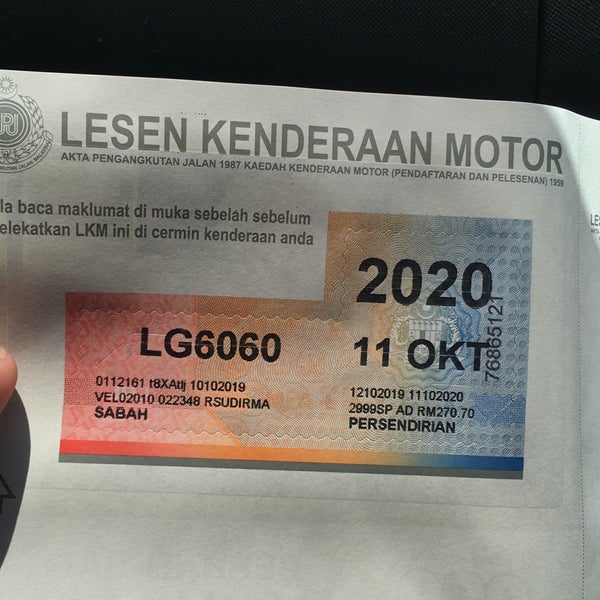 LESEN KENDERAAN MOTOR
AKTA PENGANGKUTAN JALAN 1987 KAEDAH KENDERAAN MOTOR (PENDAFTARAN DAN PELESENAN) 1959
la baca maklumat di muka sebelah sebelum
elekatkan LKM ini di cermin kenderaan anda
2020
LG6060
11 OKT
76865121
0112161 t8XAtlj 10102019
VEL02010 022348 RSUDIRMA
SABAH
12102019 11102020
2999SP AD RM270.70
PERSENDIRIAN